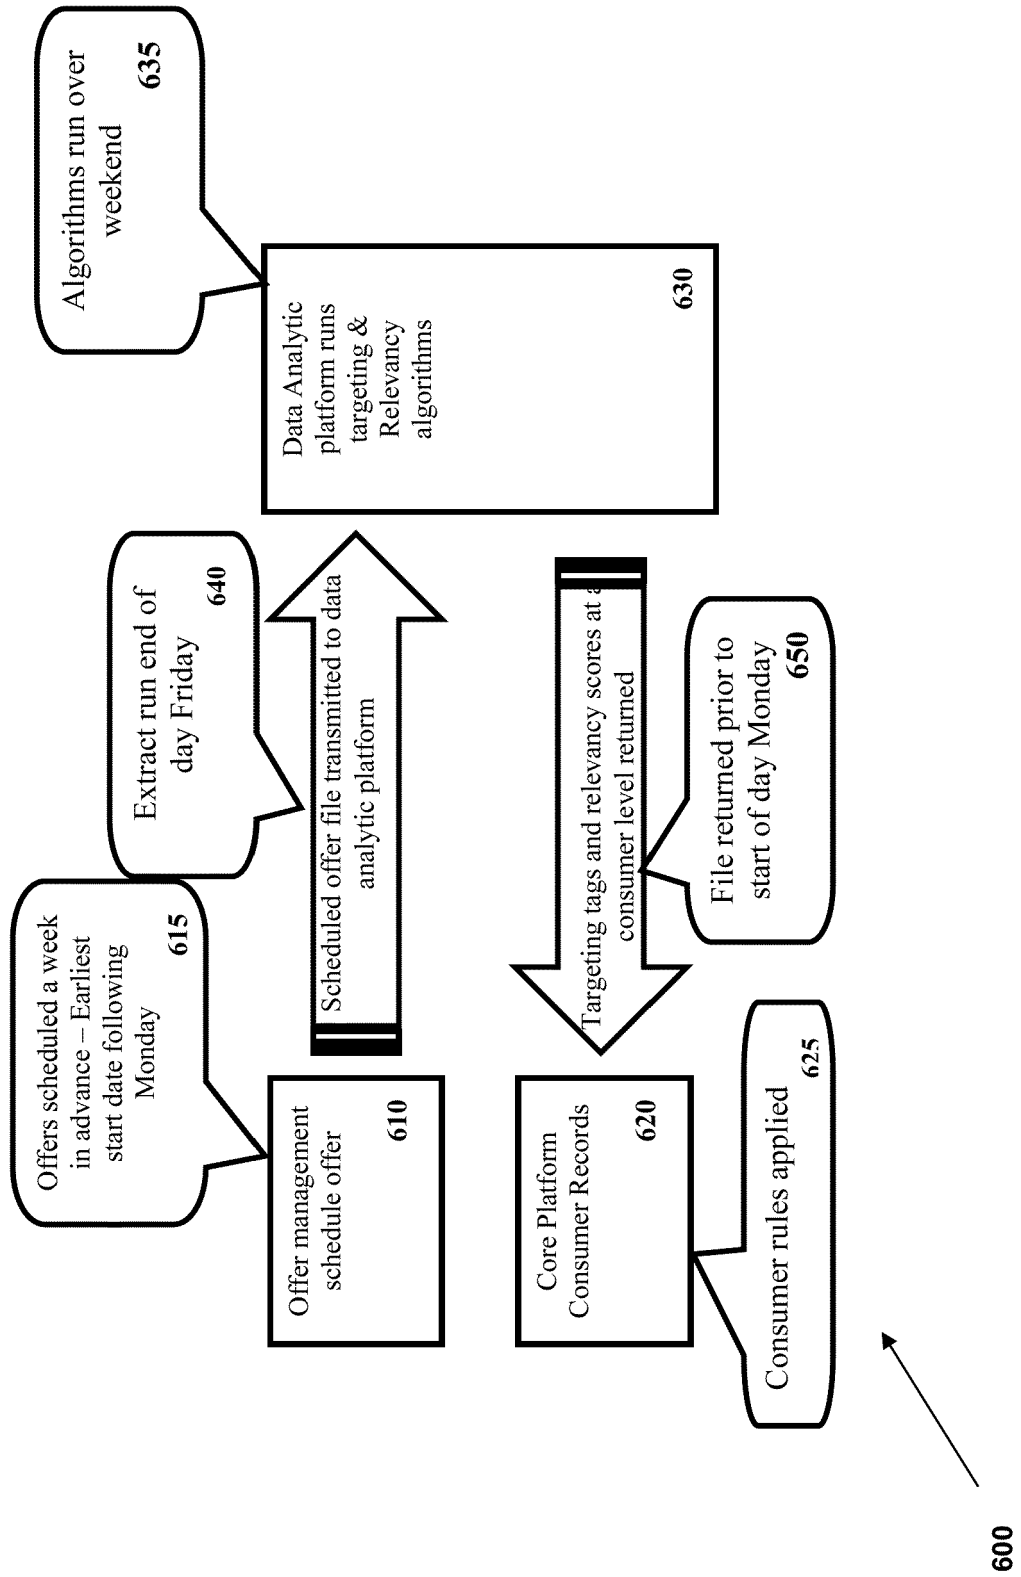 Offers scheduled a week
in advance – Earliest
start date following
Monday
615
Extract run end of
day Friday
640
Algorithms run over
weekend
635
Offer management
schedule offer
610
Scheduled offer file transmitted to data
analytic platform
Data Analytic
platform runs
targeting &
Relevancy
algorithms
630
Core Platform
Consumer Records
620
Targeting tags and relevancy scores at a
consumer level returned
Consumer rules applied
625
File returned prior to
start of day Monday
650
600